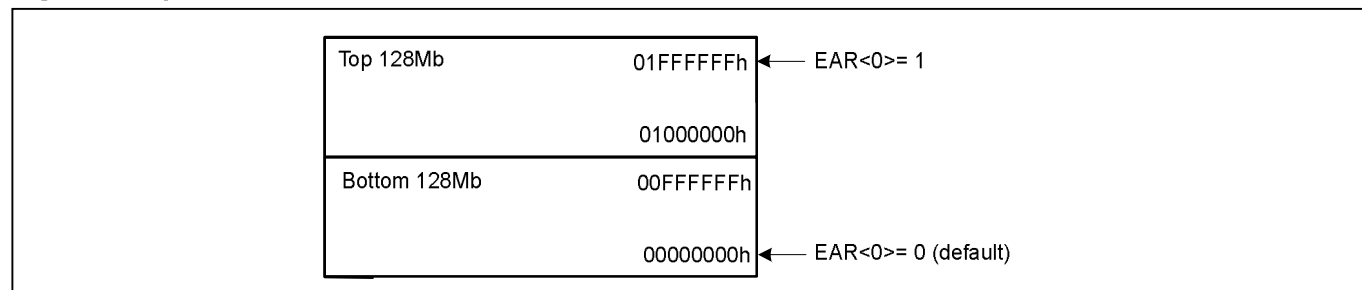 Top 128Mb 01FFFFFFh EAR<0>= 1
01000000h
Bottom 128Mb 00FFFFFFh
00000000h EAR<0>= 0 (default)